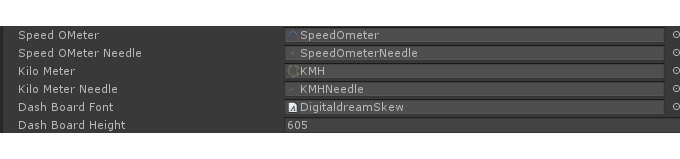 Speed OMeter SpeedOmeter
Speed OMeter Needle SpeedOmeterNeedle
Kilo Meter KMH
Kilo Meter Needle KMHNeedle
Dash Board Font DigitaldreamSkew
Dash Board Height 605